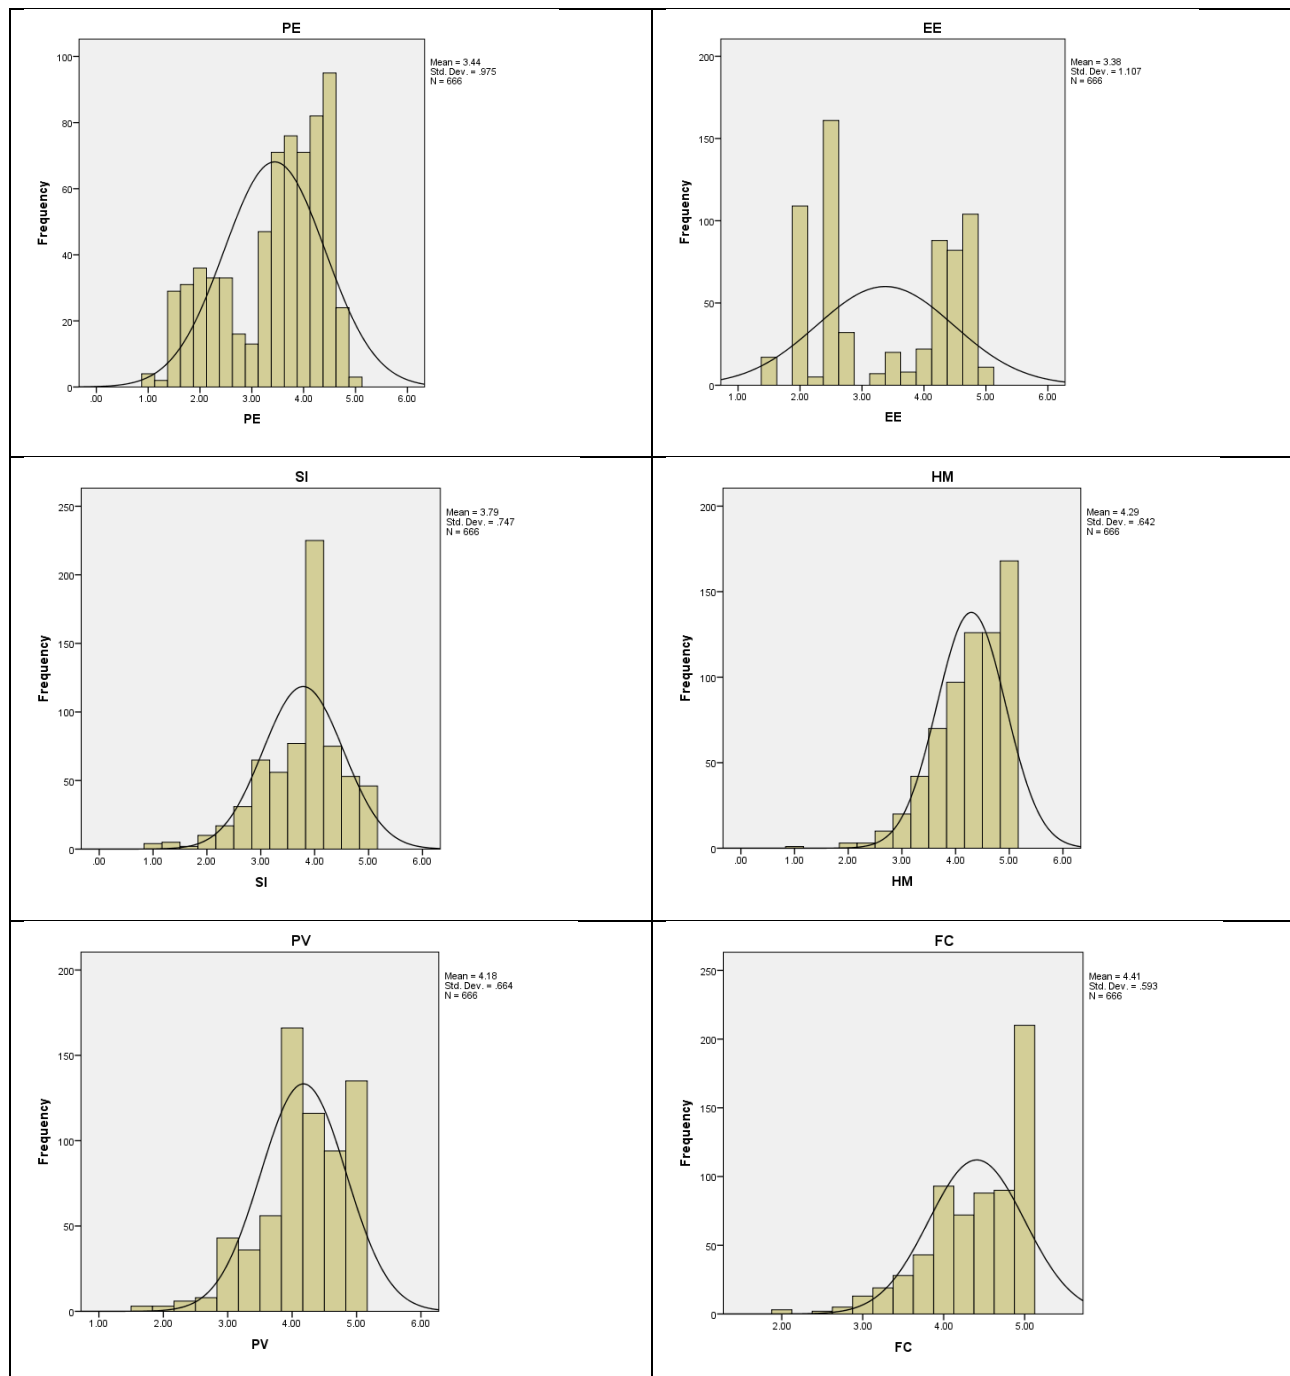 PE
Mean = 3.44
Std. Dev. = .975
N = 666
100
80
60
40
20
0
Frequency
.00 1.00 2.00 3.00 4.00 5.00 6.00
PE
EE
Mean = 3.38
Std. Dev. = 1.107
N = 666
200
150
100
50
0
Frequency
1.00 2.00 3.00 4.00 5.00 6.00
EE
SI
Mean = 3.79
Std. Dev. = .747
N = 666
250
200
150
100
50
0
Frequency
.00 1.00 2.00 3.00 4.00 5.00 6.00
SI
HM
Mean = 4.29
Std. Dev. = .642
N = 666
200
150
100
50
0
Frequency
.00 1.00 2.00 3.00 4.00 5.00 6.00
HM
PV
Mean = 4.18
Std. Dev. = .664
N = 666
200
150
100
50
0
Frequency
1.00 2.00 3.00 4.00 5.00 6.00
PV
FC
Mean = 4.41
Std. Dev. = .593
N = 666
250
200
150
100
50
0
Frequency
2.00 3.00 4.00 5.00
FC